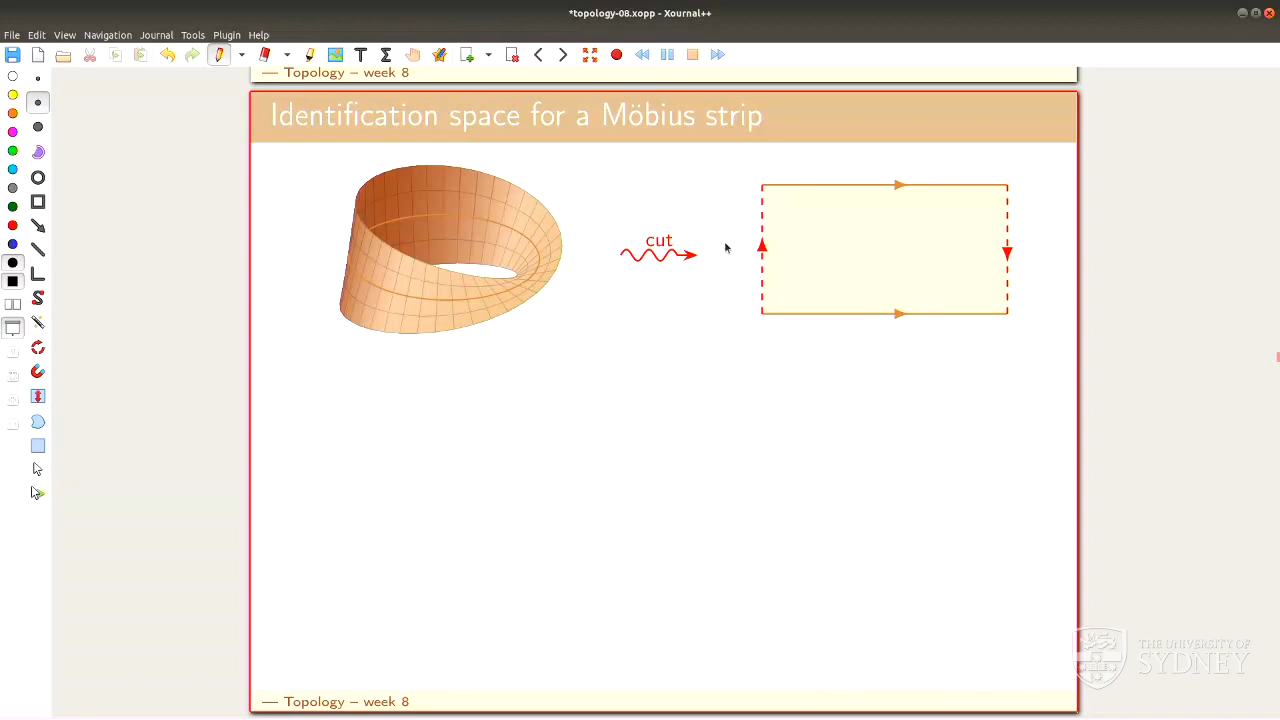 *topology-08.xopp - Xournal++
File Edit View Navigation Journal Tools Plugin Help
— Topology – week 8
Identification space for a Möbius strip
cut
THE UNIVERSITY OF
SYDNEY
— Topology – week 8